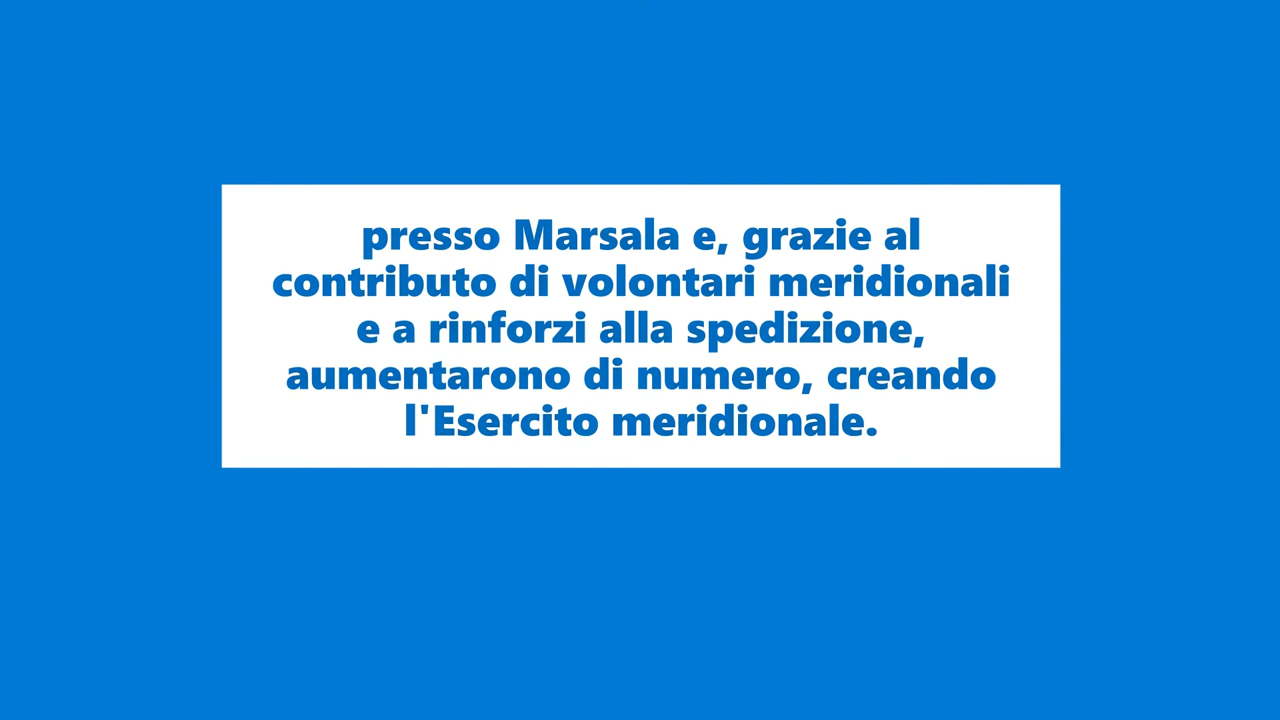 presso Marsala e, grazie al
contributo di volontari meridionali
e a rinforzi alla spedizione,
aumentarono di numero, creando
l'Esercito meridionale.